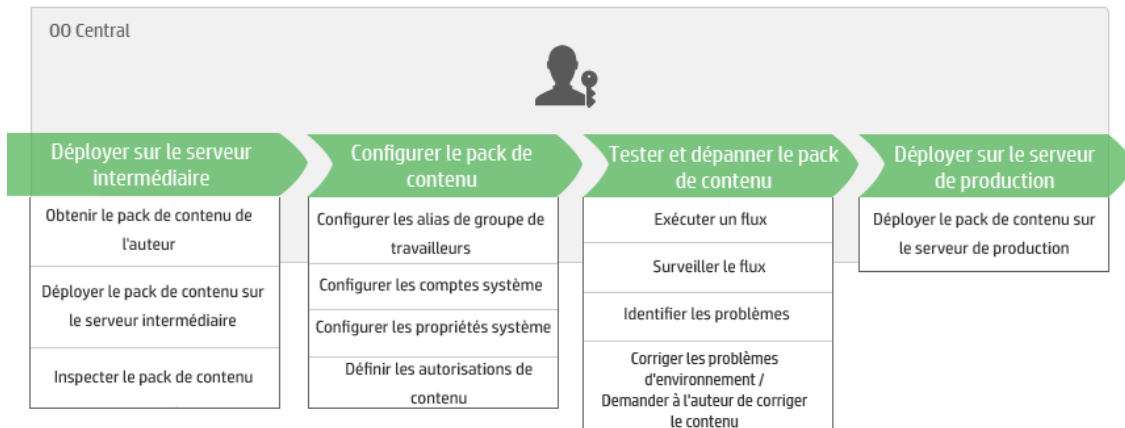 OO Central
Déployer sur le serveur
intermédiaire
Obtenir le pack de contenu de
l'auteur
Déployer le pack de contenu sur
le serveur intermédiaire
Inspecter le pack de contenu
Configurer le pack de
contenu
Configurer les alias de groupe de
travailleurs
Configurer les comptes système
Configurer les propriétés système
Définir les autorisations de
contenu
Tester et dépanner le pack
de contenu
Exécuter un flux
Surveiller le flux
Identifier les problèmes
Corriger les problèmes
d'environnement /
Demander à l'auteur de corriger
le contenu
Déployer sur le serveur
de production
Déployer le pack de contenu sur
le serveur de production